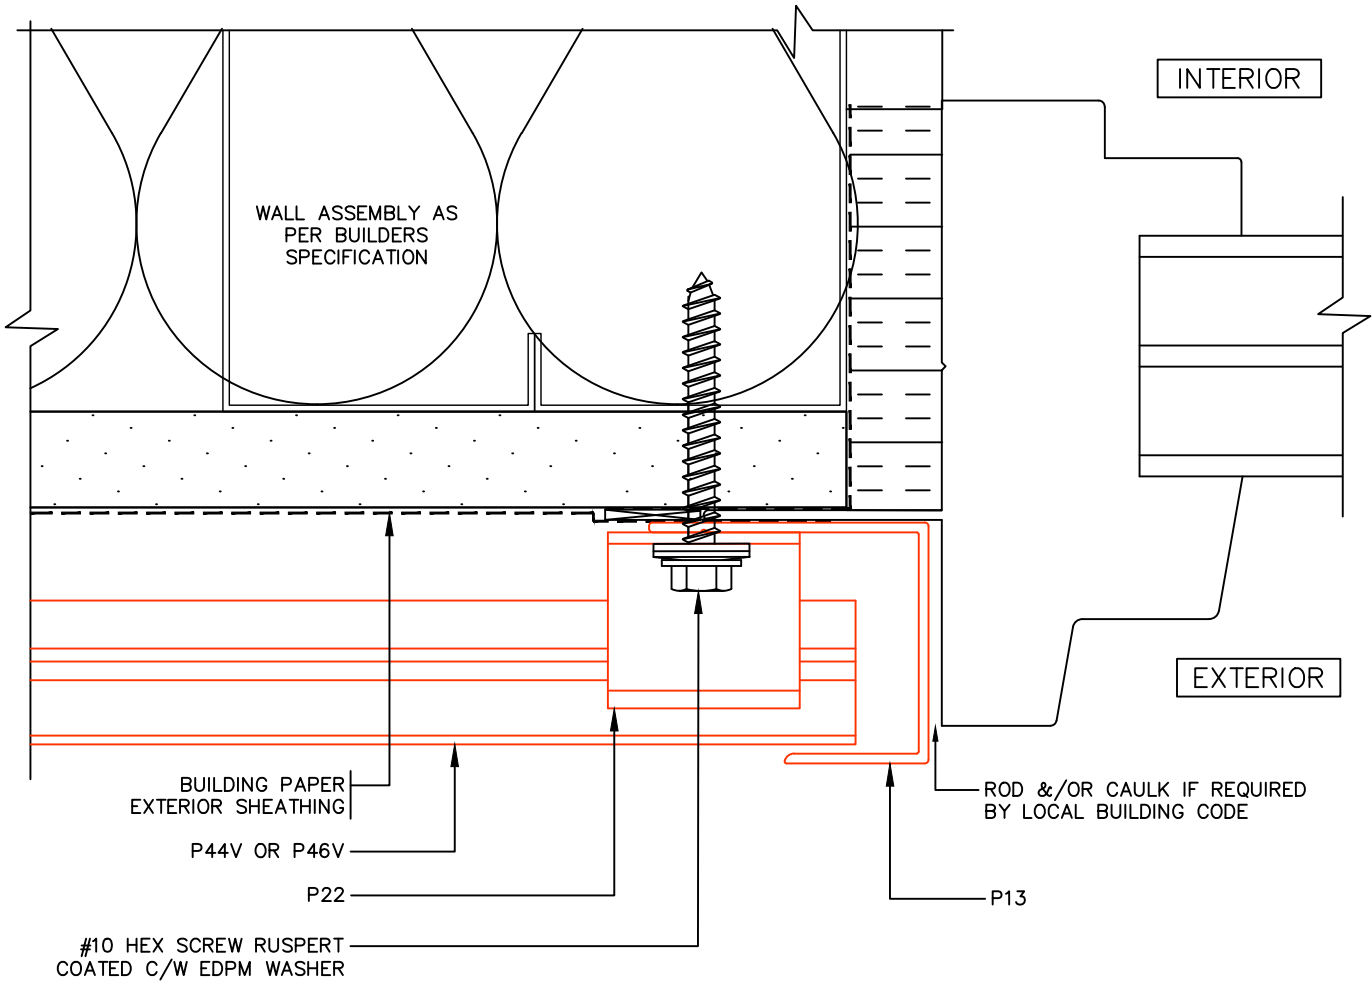 INTERIOR
WALL ASSEMBLY AS
PER BUILDERS
SPECIFICATION
EXTERIOR
BUILDING PAPER
EXTERIOR SHEATHING
P44V OR P46V
P22
#10 HEX SCREW RUSPERT
COATED C/W EDPM WASHER
ROD &/OR CAULK IF REQUIRED
BY LOCAL BUILDING CODE
P13